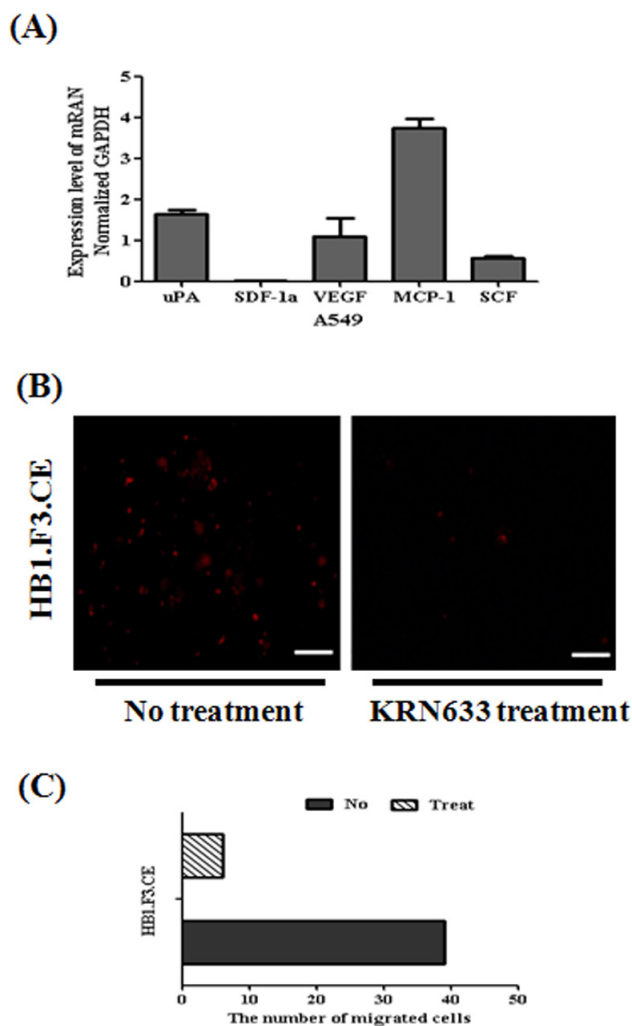 (A)
Expression level of mRAN
Normalized GAPDH
5
4
3
2
1
0
uPA SDF-1a VEGF MCP-1 SCF
A549
(B)
HB1.F3.CE
No treatment KRN633 treatment
(C)
No Treat
HB1.F3.CE
0 10 20 30 40 50
The number of migrated cells